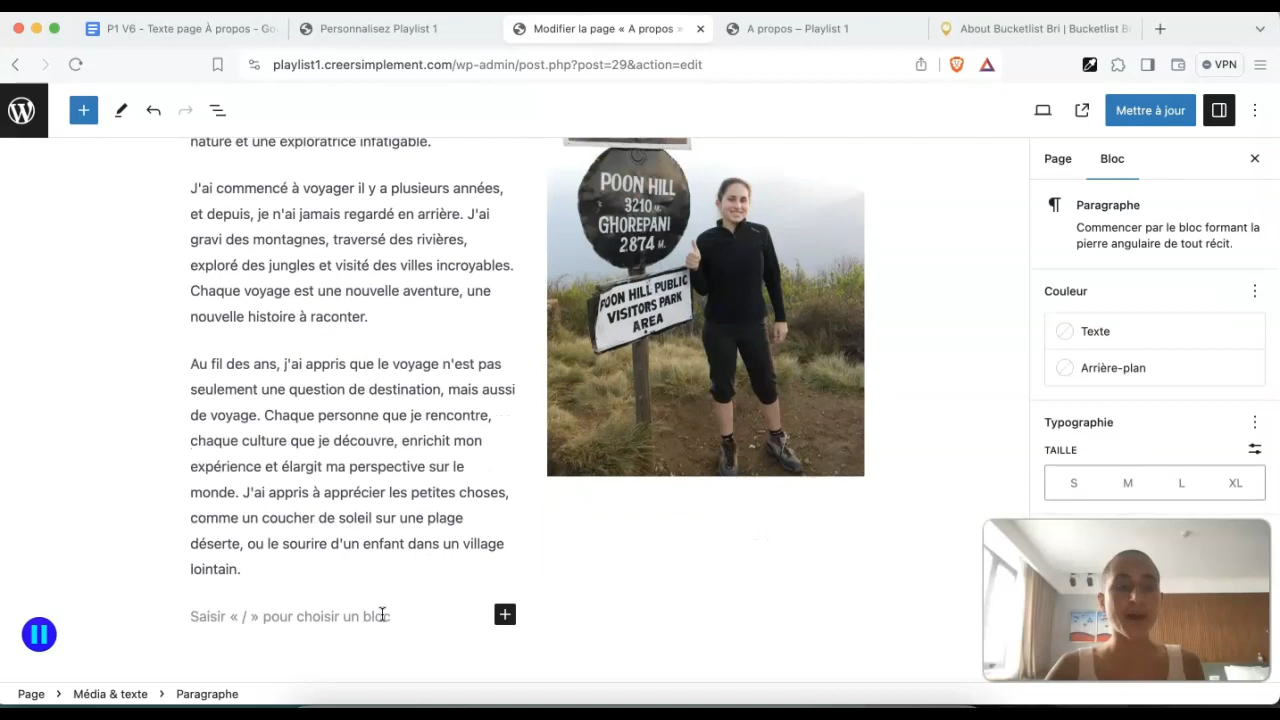 P1 V6 - Texte page À propos - Go
Personnalisez Playlist 1
Modifier la page « A propos »
A propos – Playlist 1
About Bucketlist Bri | Bucketlist B
playlist1.creersimplement.com/wp-admin/post.php?post=29&action=edit
VPN
Mettre à jour
nature et une exploratrice infatigable.
J'ai commencé à voyager il y a plusieurs années,
et depuis, je n'ai jamais regardé en arrière. J'ai
gravi des montagnes, traversé des rivières,
exploré des jungles et visité des villes incroyables.
Chaque voyage est une nouvelle aventure, une
nouvelle histoire à raconter.
Au fil des ans, j'ai appris que le voyage n'est pas
seulement une question de destination, mais aussi
de voyage. Chaque personne que je rencontre,
chaque culture que je découvre, enrichit mon
expérience et élargit ma perspective sur le
monde. J'ai appris à apprécier les petites choses,
comme un coucher de soleil sur une plage
déserte, ou le sourire d'un enfant dans un village
lointain.
Saisir « / » pour choisir un bloc
POON HILL
3210 M.
GHOREPANI
2874 M.
POON HILL PUBLIC
VISITORS PARK
AREA
Page
Bloc
Paragraphe
Commencer par le bloc formant la
pierre angulaire de tout récit.
Couleur
Texte
Arrière-plan
Typographie
TAILLE
S M L XL
Page > Média & texte > Paragraphe